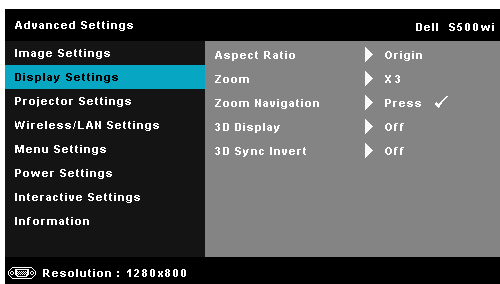 Advanced Settings Dell S500wi
Image Settings
Display Settings
Projector Settings
Wireless/LAN Settings
Menu Settings
Power Settings
Interactive Settings
Information
Aspect Ratio Origin
Zoom X3
Zoom Navigation Press
3D Display Off
3D Sync Invert Off
Resolution : 1280x800